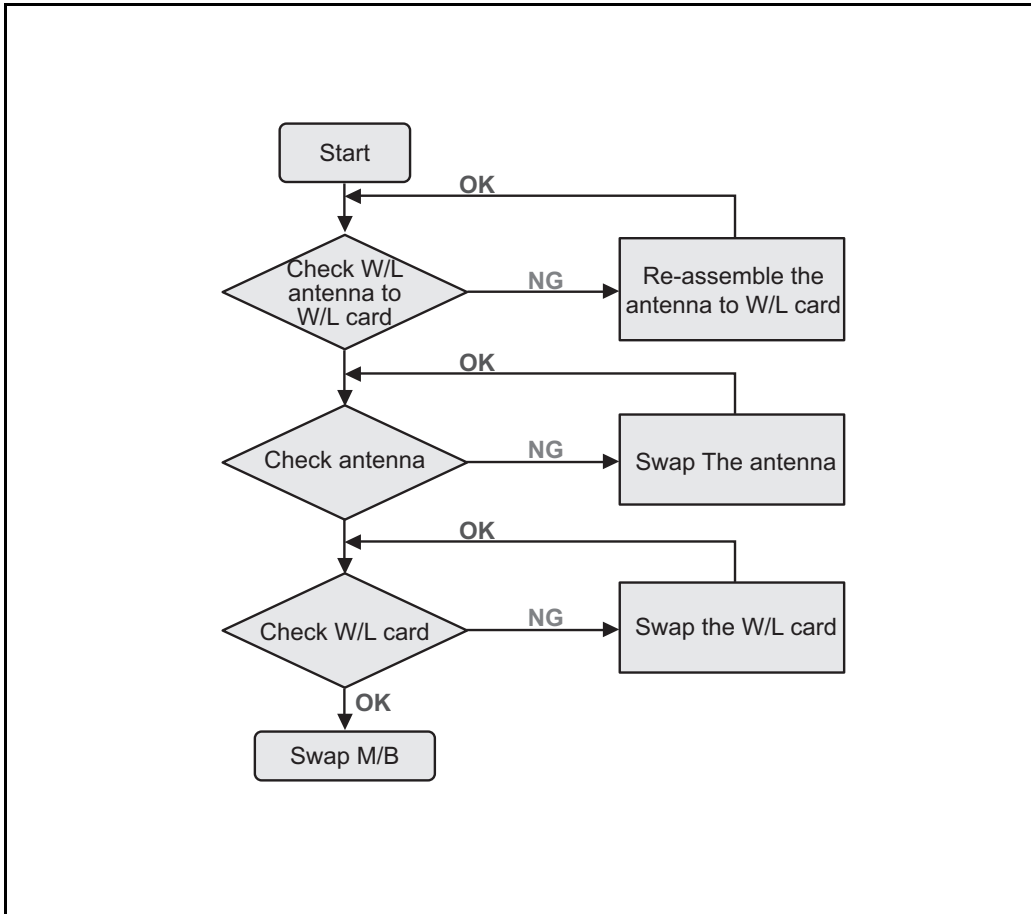 Start
OK
Check W/L
antenna to
W/L card
NG
Re-assemble the
antenna to W/L card
OK
Check antenna
NG
Swap The antenna
OK
Check W/L card
NG
Swap the W/L card
OK
Swap M/B